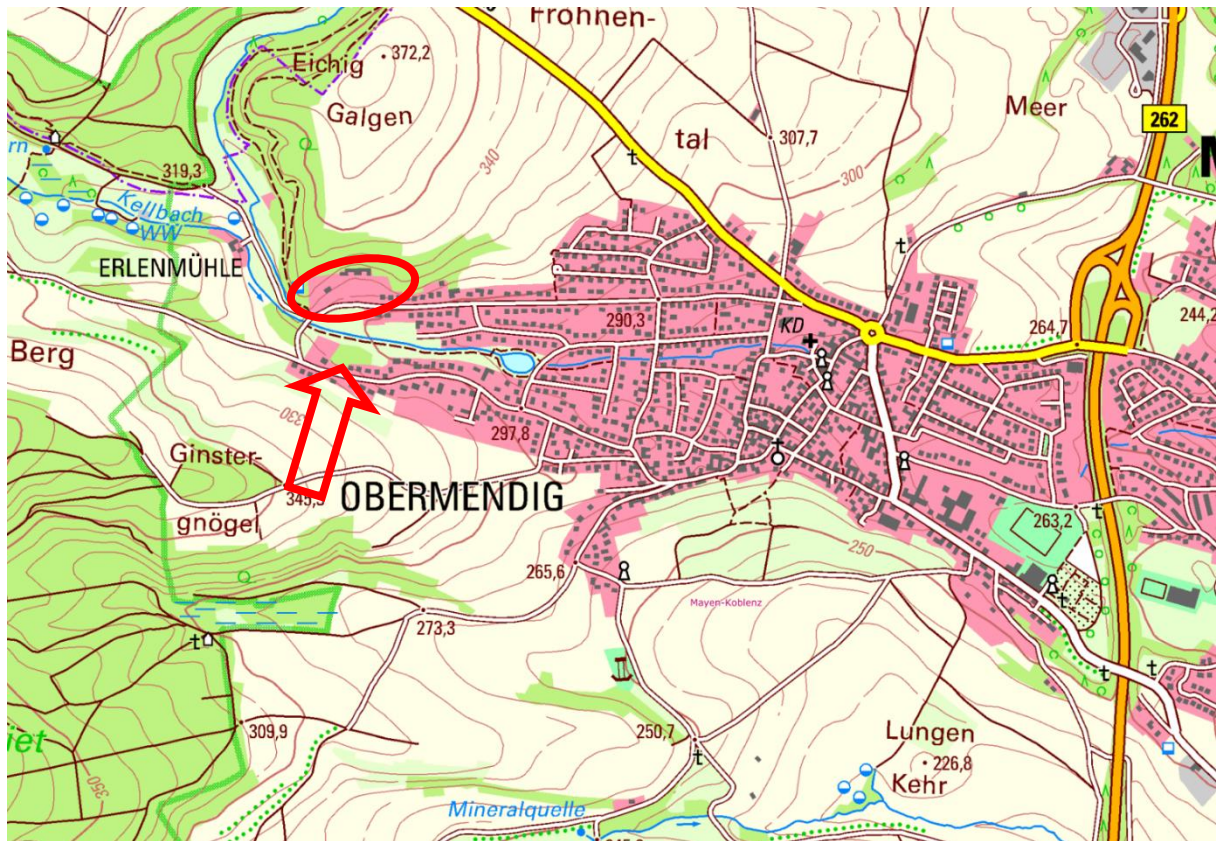 Frohnen-
Eichig
372,2
Galgen
tal
307,7
Meer
262
340
300
319,3
Kellbach
WW
ERLENMÜHLE
290,3
KD
264,7
244,2
Berg
330
297,8
Ginster-
gnögel
OBERMENDIG
250
263,2
265,6
Mayen-Koblenz
273,3
309,9
250,7
Lungen
226,8
Kehr
350
Mineralquelle